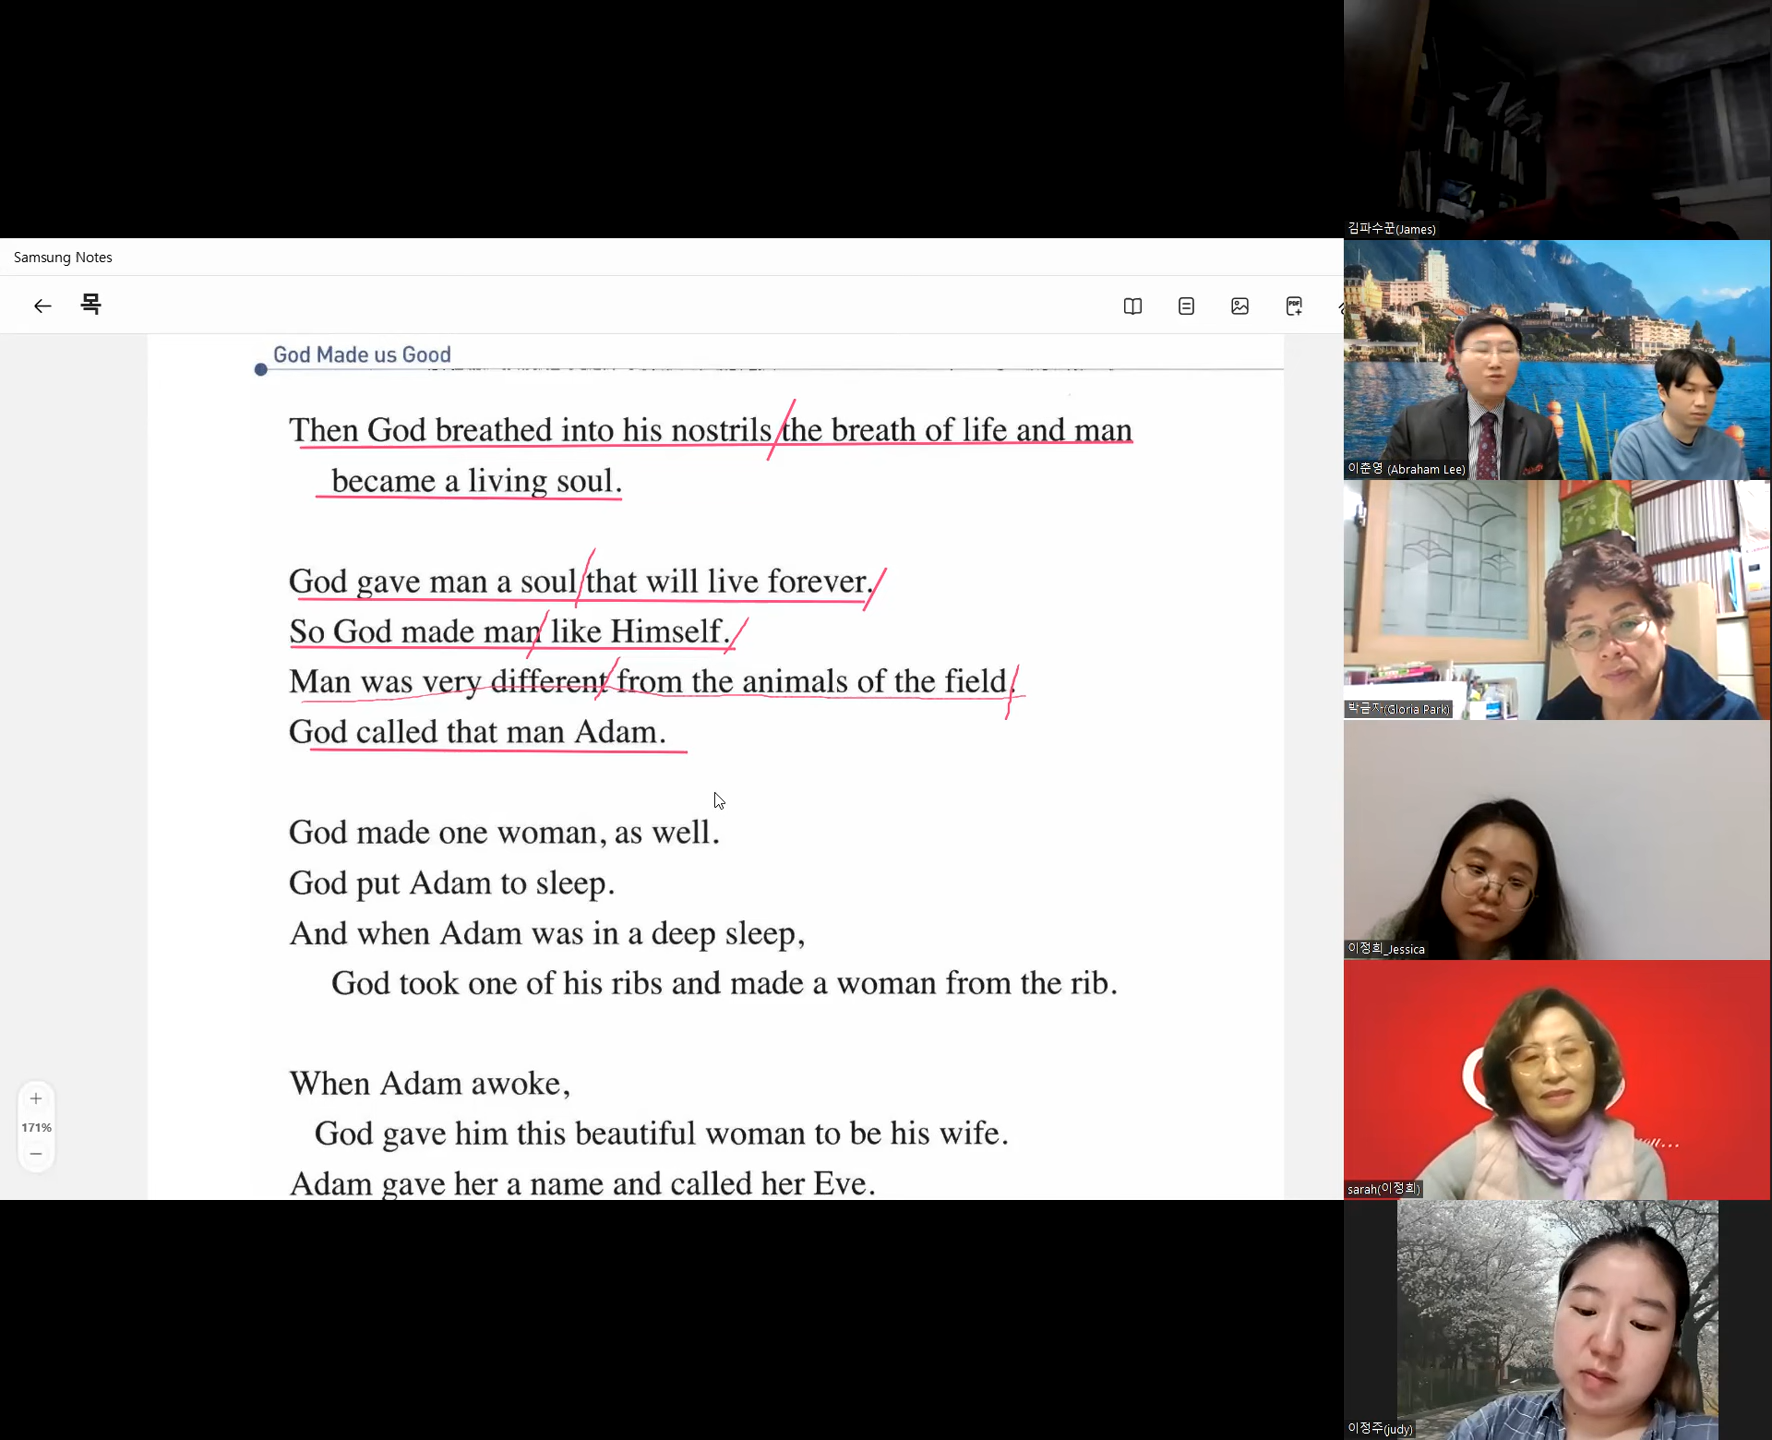 Samsung Notes
목
God Made us Good
Then God breathed into his nostrils the breath of life and man
became a living soul.
God gave man a soul that will live forever.
So God made man like Himself.
Man was very different from the animals of the field.
God called that man Adam.
God made one woman, as well.
God put Adam to sleep.
And when Adam was in a deep sleep,
God took one of his ribs and made a woman from the rib.
When Adam awoke,
God gave him this beautiful woman to be his wife.
Adam gave her a name and called her Eve.
171%
PDF
김파수꾼(James)
이춘영 (Abraham Lee)
박금자(Gloria Park)
이정희_Jessica
sarah(이정희)
이정주(judy)